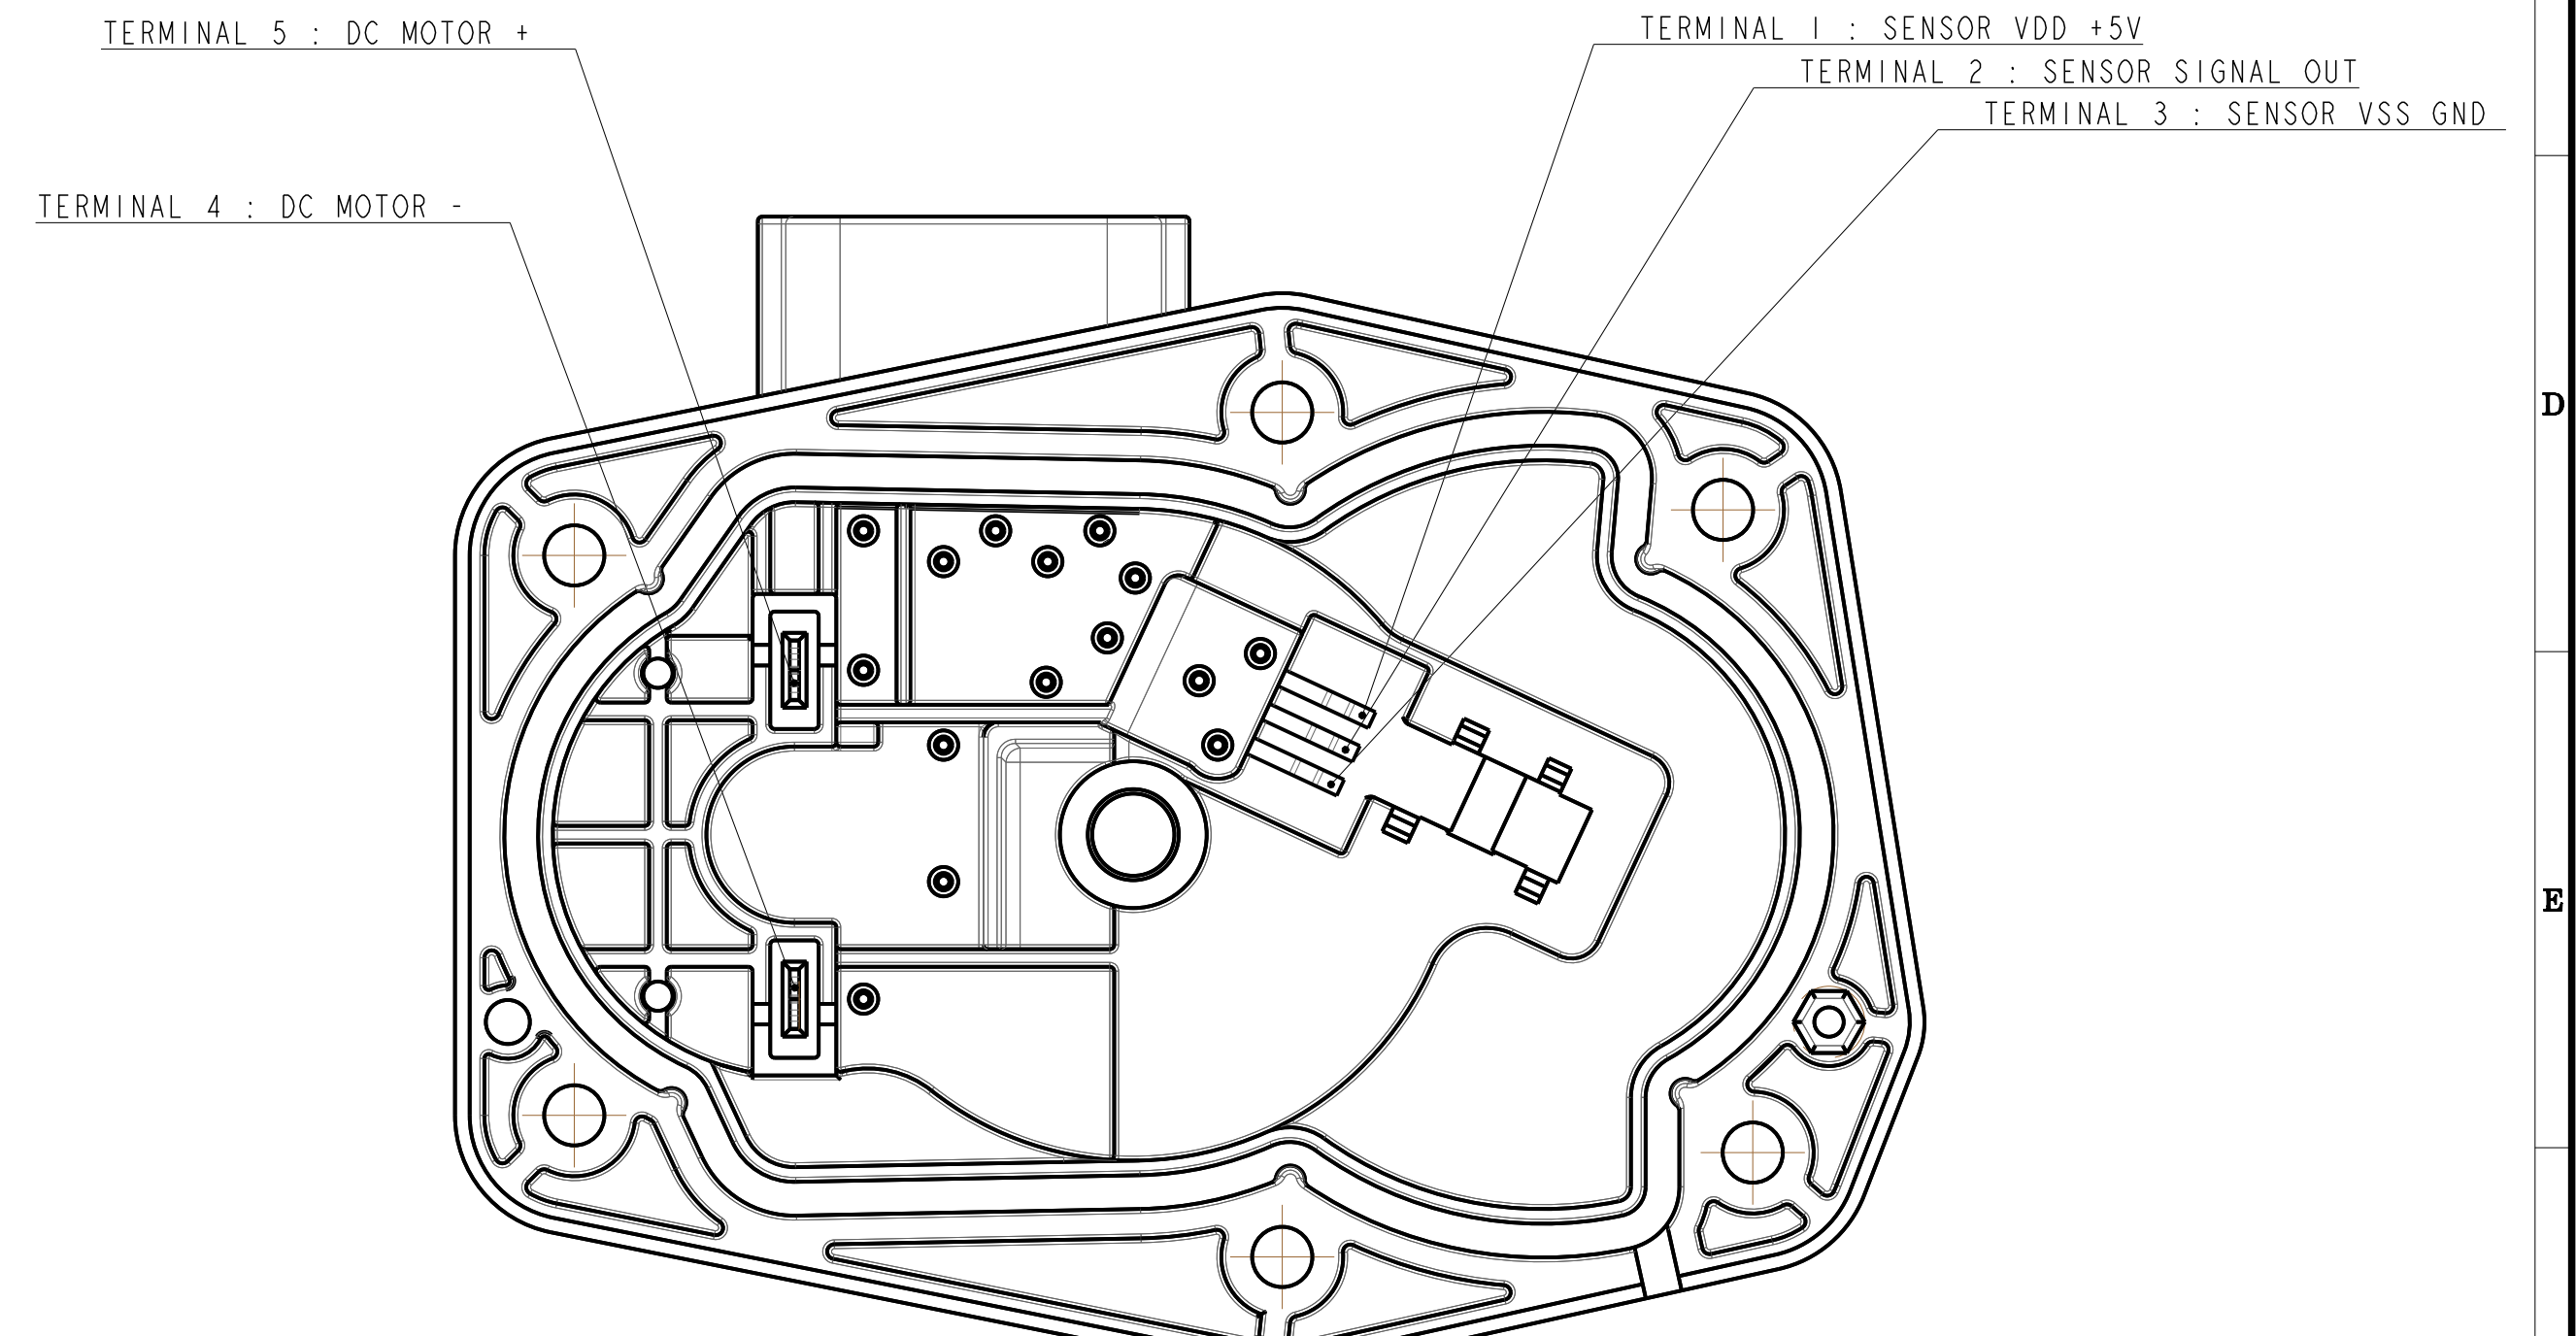 TERMINAL 5 : DC MOTOR +
TERMINAL 1 : SENSOR VDD +5V
TERMINAL 2 : SENSOR SIGNAL OUT
TERMINAL 3 : SENSOR VSS GND
TERMINAL 4 : DC MOTOR -
D
E